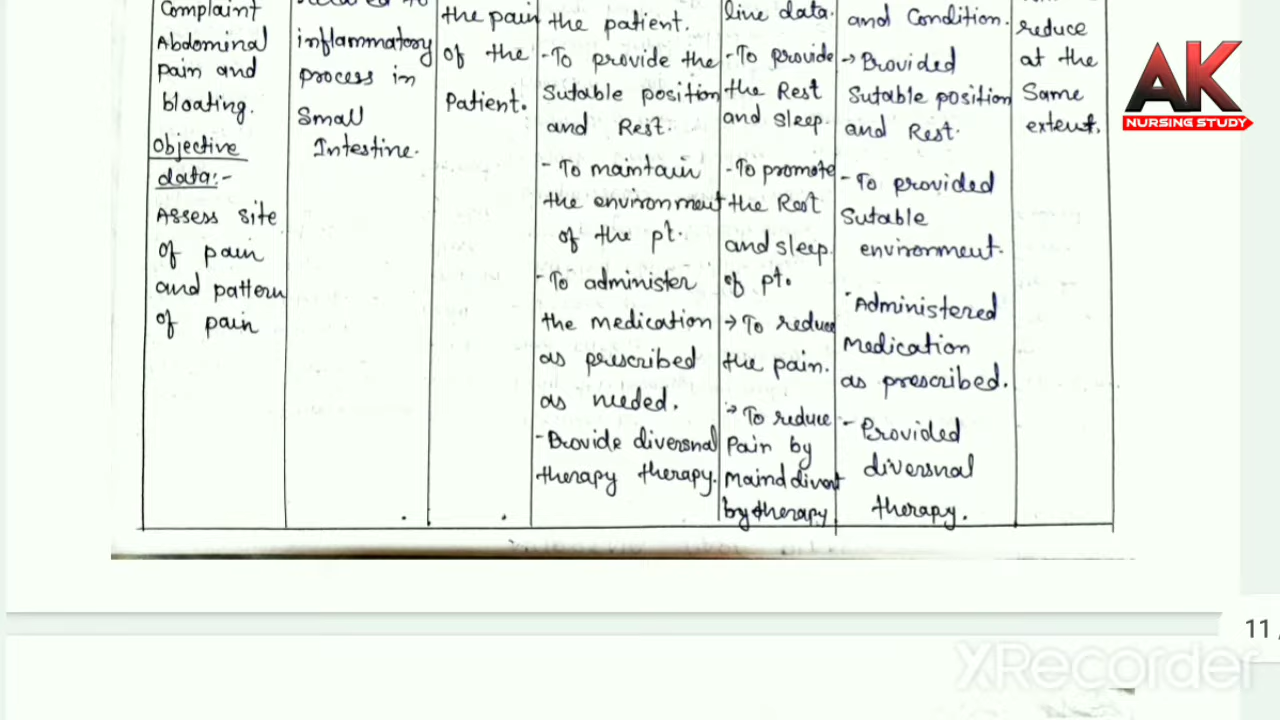 Complaint
Abdominal
pain and
bloating.
Objective
data:-
Assess site
of pain
and pattern
of pain
inflammatory
process in
Small
Intestine.
the pain
of the
Patient.
the patient.
- To provide the
Sutable position
and Rest.
- To maintain
the environment
of the pt.
- To administer
the medication
as prescribed
as needed.
- Provide diversnal
therapy therapy.
line data.
- To provide
the Rest
and sleep.
- To promote
the Rest
and sleep.
of pt.
→ To reduce
the pain.
→ To reduce
Pain by
Maind divert
by therapy
and Condition.
→ Provided
Sutable position
and Rest.
- To provided
Sutable
environment.
- Administered
Medication
as prescribed.
- Provided
diversnal
therapy.
reduce
at the
Same
extent.
AK
NURSING STUDY
11
XRecorder